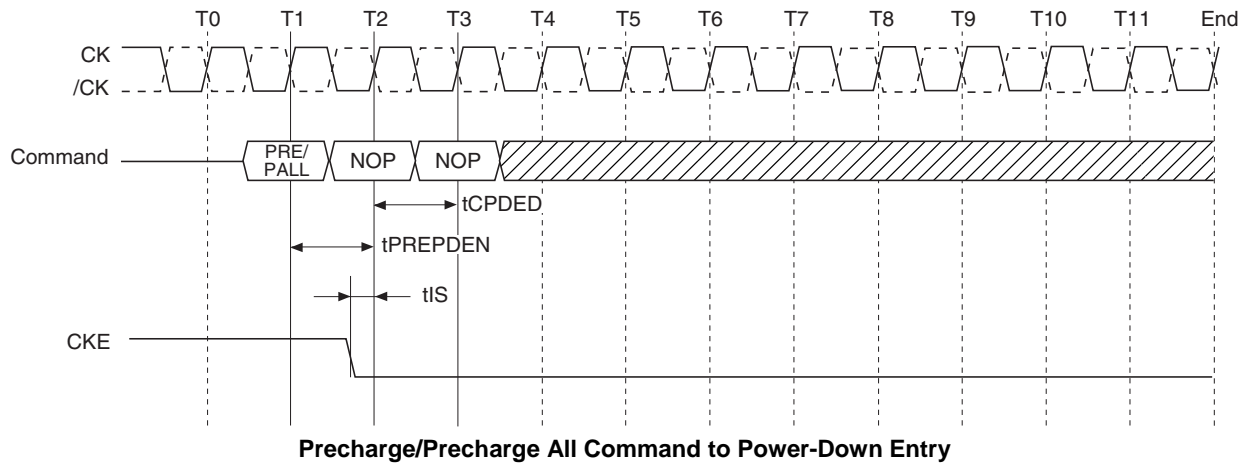 T0 T1 T2 T3 T4 T5 T6 T7 T8 T9 T10 T11 End
CK
/CK
Command
PRE/
PALL
NOP
NOP
tCPDED
tPREPDEN
tIS
CKE
Precharge/Precharge All Command to Power-Down Entry